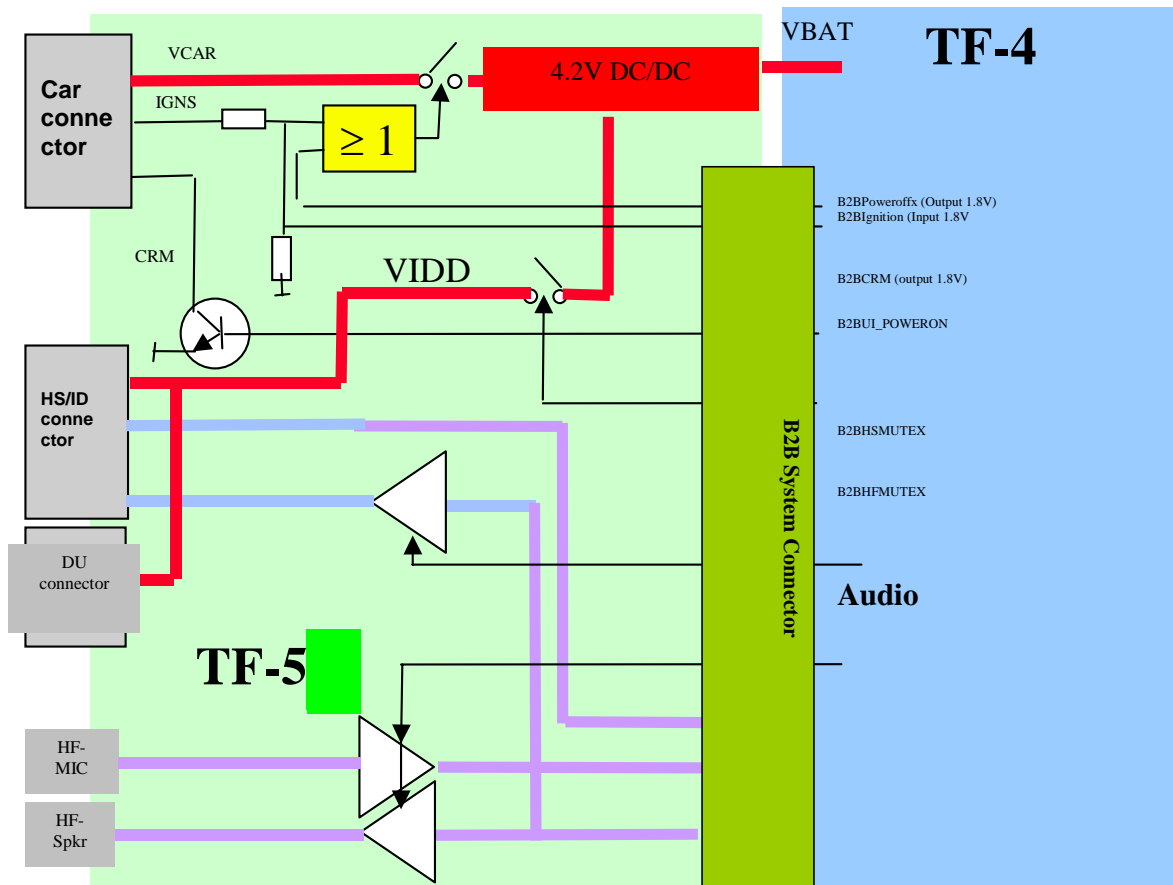 VBAT
TF-4
VCAR
4.2V DC/DC
Car
conne
ctor
IGNS
≥ 1
B2BPoweroffx (Output 1.8V)
B2BIgnition (Input 1.8V
CRM
VIDD
B2BCRM (output 1.8V)
B2BUI_POWERON
HS/ID
conne
ctor
B2BHSMUTEX
B2BHFMUTEX
B2B System Connector
DU
connector
Audio
TF-5
HF-
MIC
HF-
Spkr